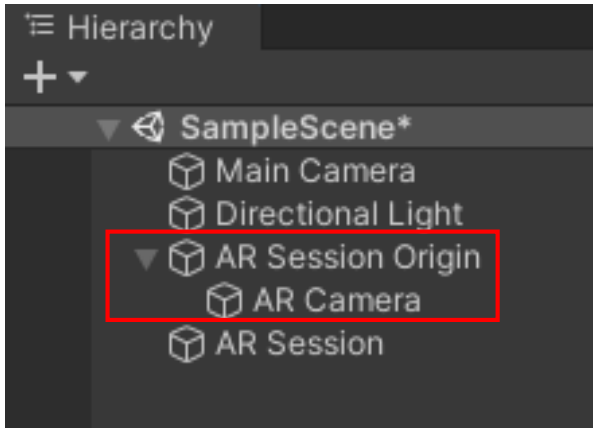 Hierarchy
SampleScene*
Main Camera
Directional Light
AR Session Origin
AR Camera
AR Session